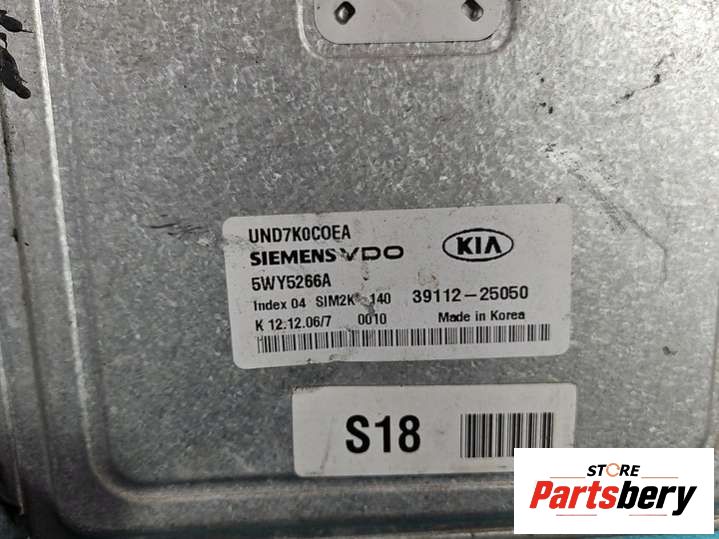 UND7K0C0EA
SIEMENS VDO KIA
5WY5266A
Index 04 SIM2K 140 39112-25050
K 12.12.06/7 0010 Made in Korea
S18
STORE
Partsbery